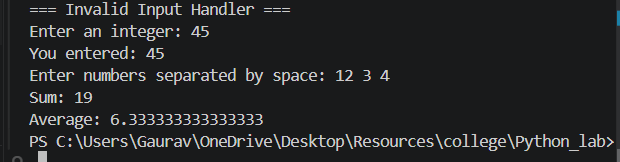 === Invalid Input Handler ===
Enter an integer: 45
You entered: 45
Enter numbers separated by space: 12 3 4
Sum: 19
Average: 6.333333333333333
PS C:\Users\Gaurav\OneDrive\Desktop\Resources\college\Python_lab>